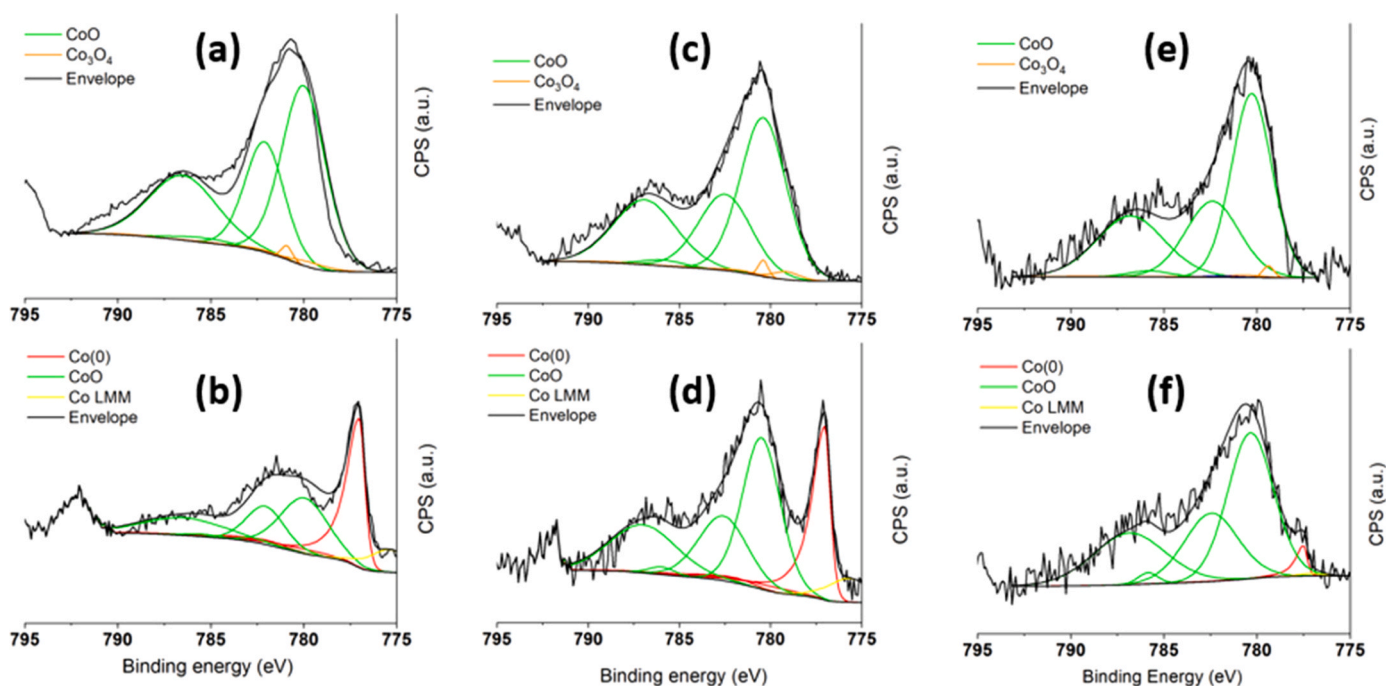 (a)
CoO
Co₃O₄
Envelope
CPS (a.u.)
795 790 785 780 775
(c)
CoO
Co₃O₄
Envelope
CPS (a.u.)
795 790 785 780 775
(e)
CoO
Co₃O₄
Envelope
CPS (a.u.)
795 790 785 780 775
(b)
Co(0)
CoO
Co LMM
Envelope
CPS (a.u.)
795 790 785 780 775
Binding energy (eV)
(d)
Co(0)
CoO
Co LMM
Envelope
CPS (a.u.)
795 790 785 780 775
Binding energy (eV)
(f)
Co(0)
CoO
Co LMM
Envelope
CPS (a.u.)
795 790 785 780 775
Binding Energy (eV)